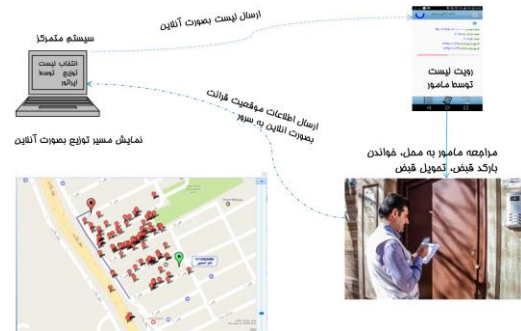 سیستم متمرکز
ارسال لیست بصورت آنلاین
انتخاب لیست
توزیع توسط
اپراتور
رویت لیست
توسط مامور
ارسال اطلاعات موقعیت قرائت
بصورت انلاین به سرور
نمایش مسیر توزیع بصورت آنلاین
مراجعه مامور به محل، خواندن
بارکد قبض، تحویل قبض